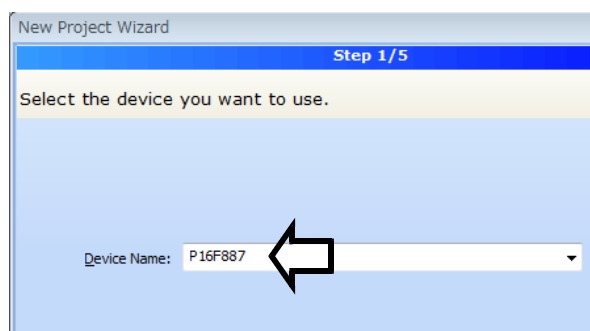 New Project Wizard
Step 1/5
Select the device you want to use.
Device Name: P16F887